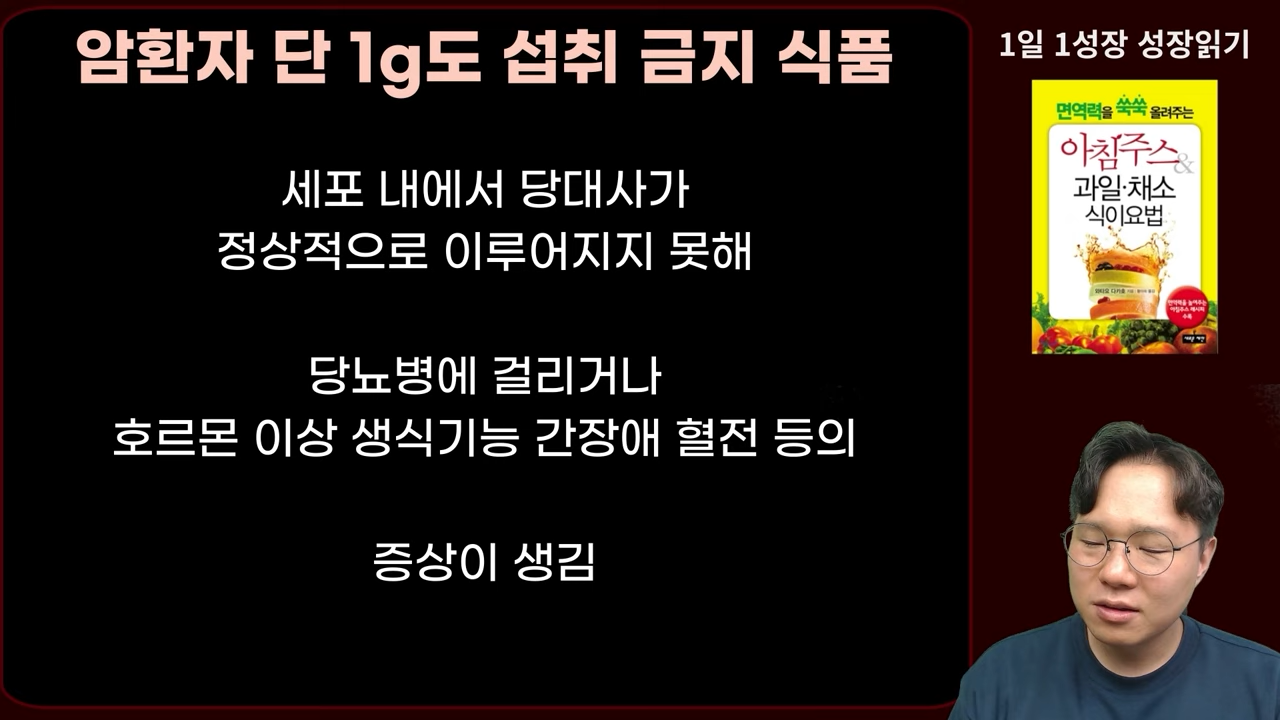 암환자 단 1g도 섭취 금지 식품
세포 내에서 당대사가
정상적으로 이루어지지 못해
당뇨병에 걸리거나
호르몬 이상 생식기능 간장애 혈전 등의
증상이 생김
1일 1성장 성장읽기
면역력을 쑥쑥 올려주는
아침주스 &
과일·채소
식이요법